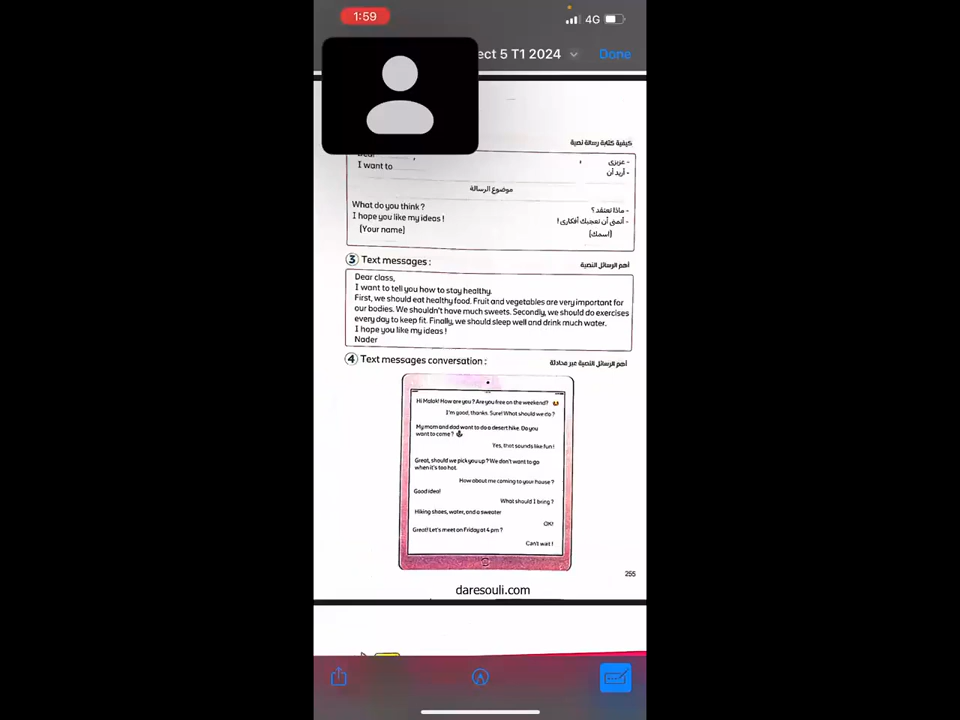 1:59
4G
ect 5 T1 2024
Done
كيفية كتابة رسالة نصية
I want to
- عزيزى
- أريد أن
موضوع الرسالة
What do you think ?
I hope you like my ideas !
(Your name)
- ماذا تعتقد ؟
- أتمنى أن تعجبك أفكارى !
(اسمك)
3 Text messages :
أهم الرسائل النصية
Dear class,
I want to tell you how to stay healthy.
First, we should eat healthy food. Fruit and vegetables are very important for
our bodies. We shouldn't have much sweets. Secondly, we should do exercises
every day to keep fit. Finally, we should sleep well and drink much water.
I hope you like my ideas !
Nader
4 Text messages conversation :
أهم الرسائل النصية عبر محادثة
Hi Malak! How are you ? Are you free on the weekend?
I'm good, thanks. Sure! What should we do ?
My mom and dad want to do a desert hike. Do you
want to come ?
Yes, that sounds like fun !
Great, should we pick you up ? We don't want to go
when it's too hot.
How about me coming to your house ?
Good idea!
What should I bring ?
Hiking shoes, water, and a sweater
OK!
Great! Let's meet on Friday at 4 pm ?
Can't wait !
255
daresouli.com